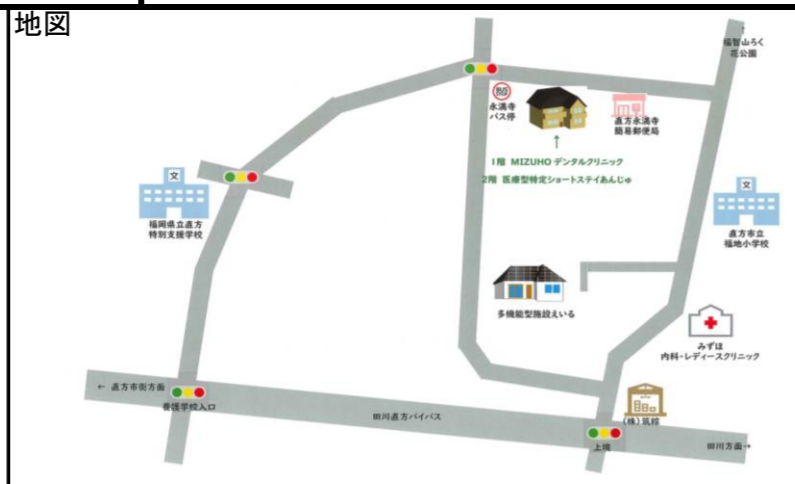 地図
福智山ろく
花公園
永満寺
バス停
直方永満寺
簡易郵便局
1階 MIZUHO デンタルクリニック
2階 医療型特定ショートステイあんじゅ
文
福岡県立直方
特別支援学校
文
直方市立
福地小学校
多機能型施設えいる
みずほ
内科・レディースクリニック
← 直方市街方面
養護学校入口
田川直方バイパス
(株)筑綜
上境
田川方面→